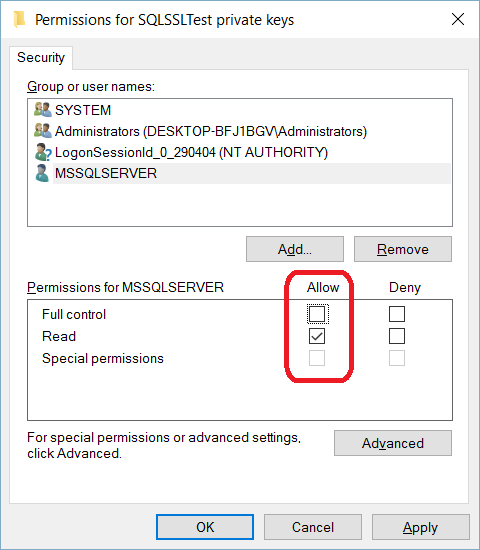 Permissions for SQLSSLTest private keys
Security
Group or user names:
SYSTEM
Administrators (DESKTOP-BFJ1BGV\Administrators)
LogonSessionId_0_290404 (NT AUTHORITY)
MSSQLSERVER
Add... Remove
Permissions for MSSQLSERVER Allow Deny
Full control
Read
Special permissions
For special permissions or advanced settings,
click Advanced.
Advanced
OK Cancel Apply